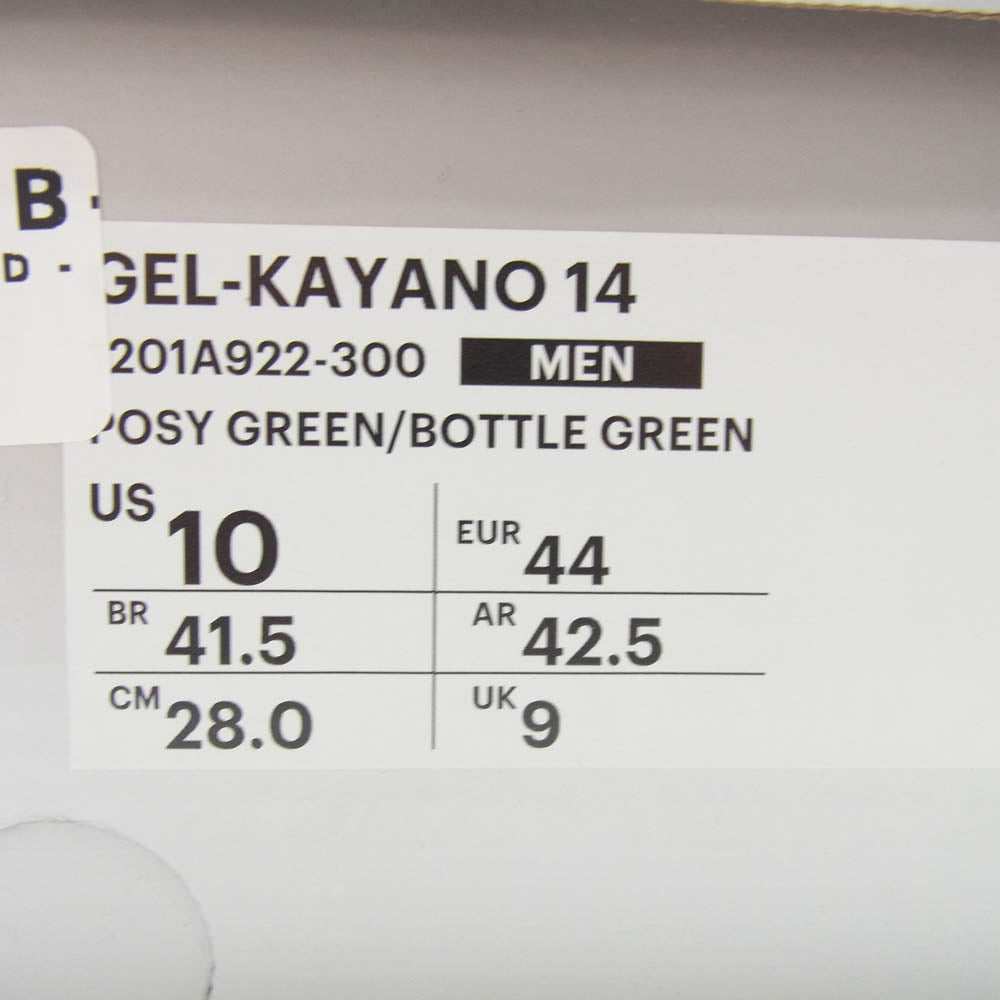 B -
D -
GEL-KAYANO 14
201A922-300 MEN
POSY GREEN/BOTTLE GREEN
US 10 EUR 44
BR 41.5 AR 42.5
CM 28.0 UK 9